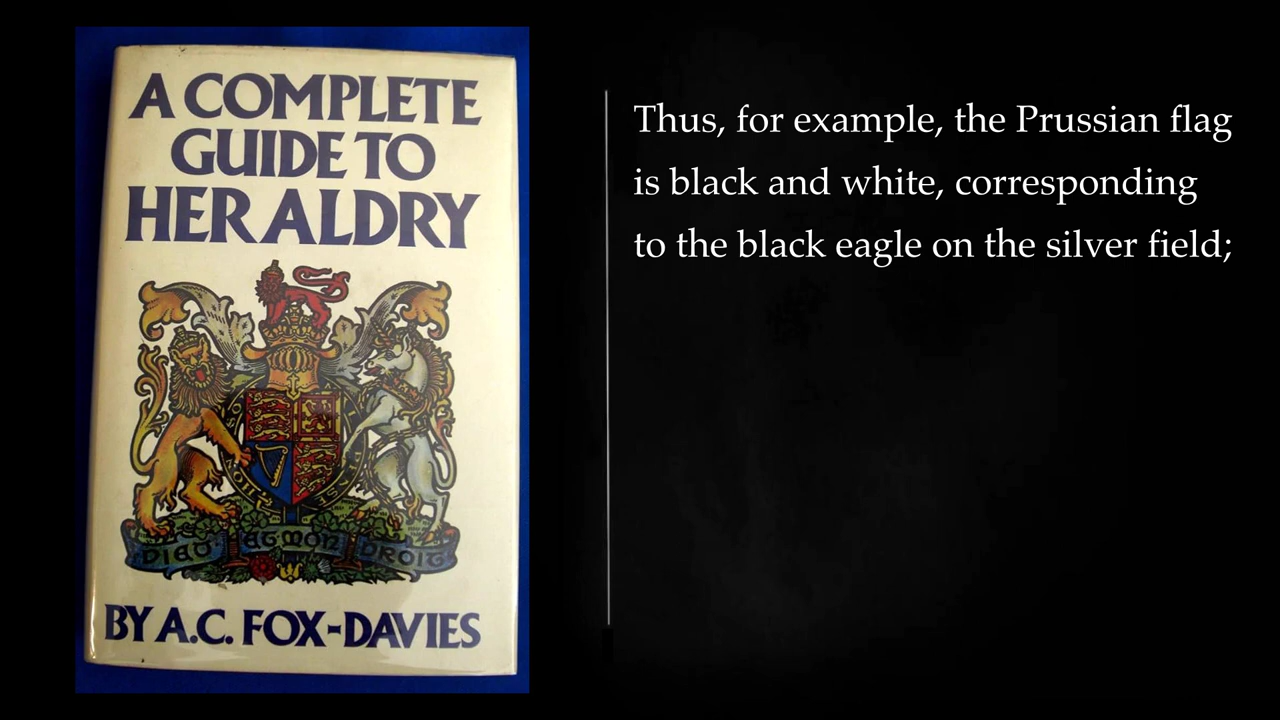 A COMPLETE
GUIDE TO
HERALDRY
DIEU ET MON DROIT
BY A.C. FOX-DAVIES
Thus, for example, the Prussian flag
is black and white, corresponding
to the black eagle on the silver field;